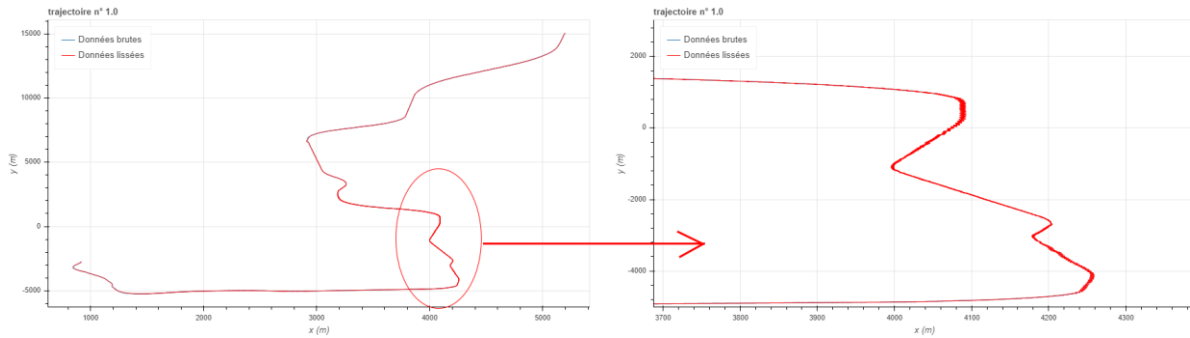 trajectoire n° 1.0
Données brutes
Données lissées
15000
10000
5000
0
-5000
y (m)
1000
2000
3000
4000
5000
x (m)
trajectoire n° 1.0
Données brutes
Données lissées
2000
0
-2000
-4000
y (m)
3700
3800
3900
4000
4100
4200
4300
x (m)